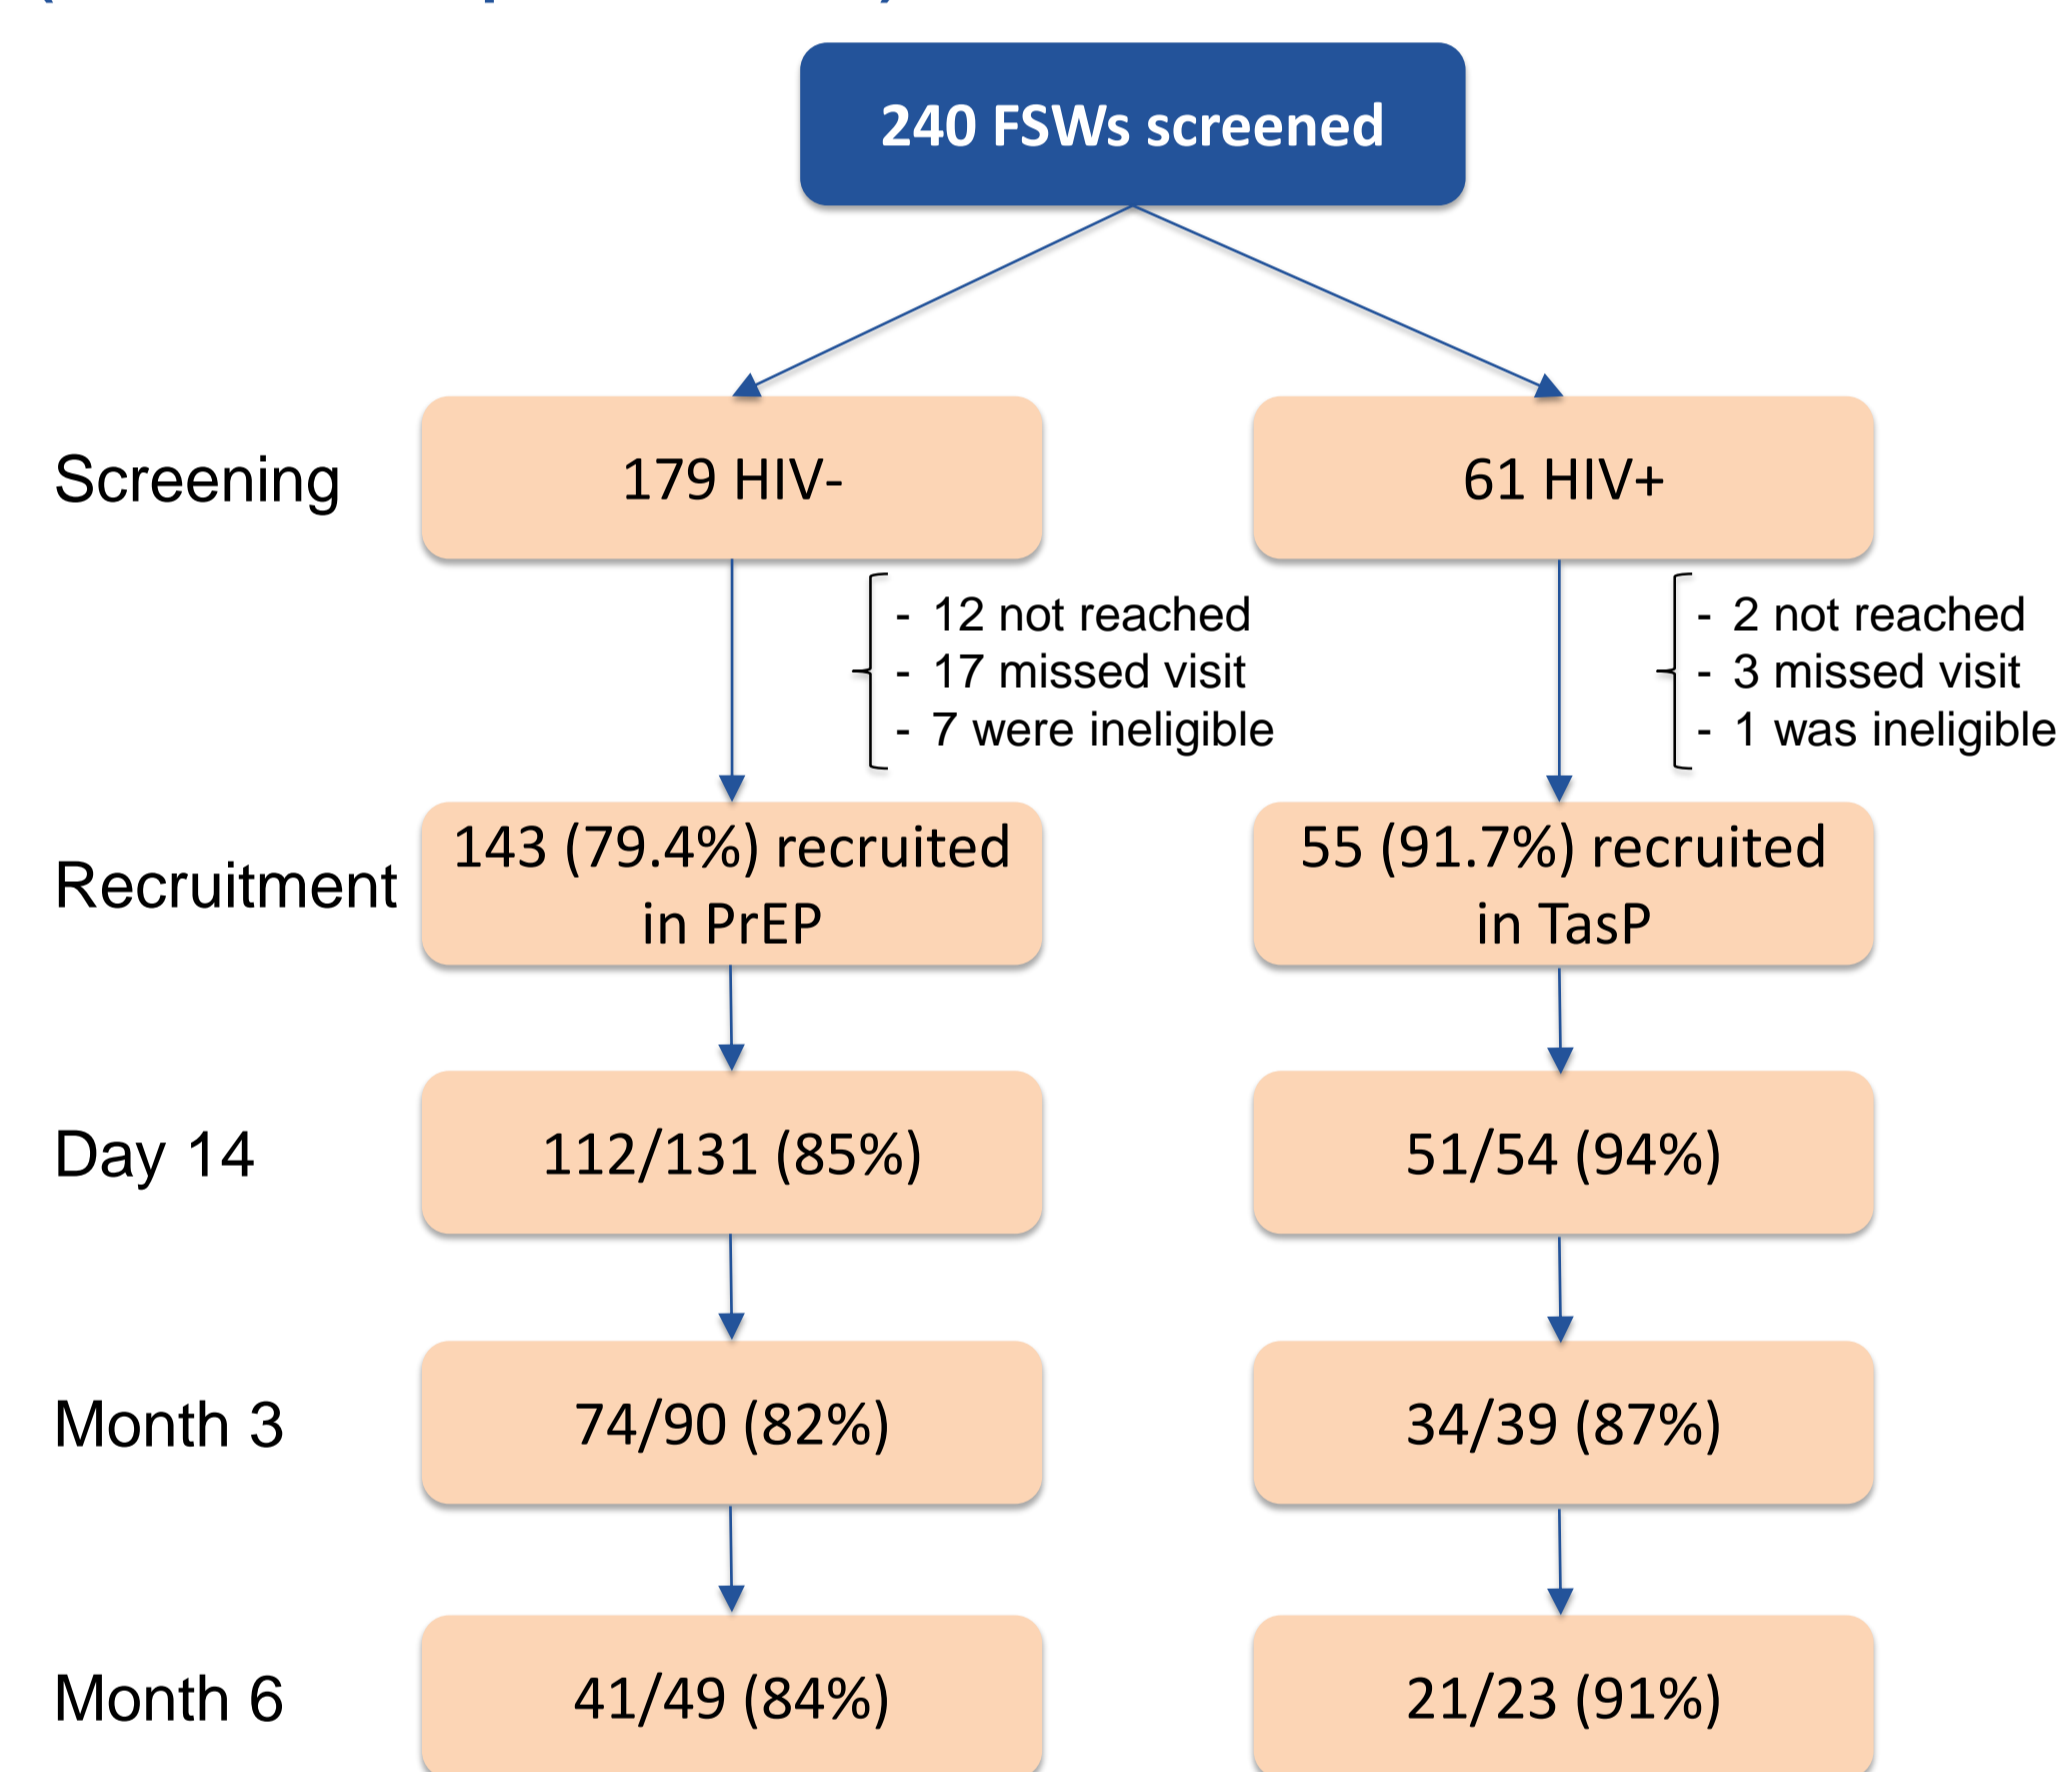 240 FSWs screened
Screening
179 HIV-
61 HIV+
- 12 not reached
- 17 missed visit
- 7 were ineligible
- 2 not reached
- 3 missed visit
- 1 was ineligible
Recruitment
143 (79.4%) recruited
in PrEP
55 (91.7%) recruited
in TasP
Day 14
112/131 (85%)
51/54 (94%)
Month 3
74/90 (82%)
34/39 (87%)
Month 6
41/49 (84%)
21/23 (91%)